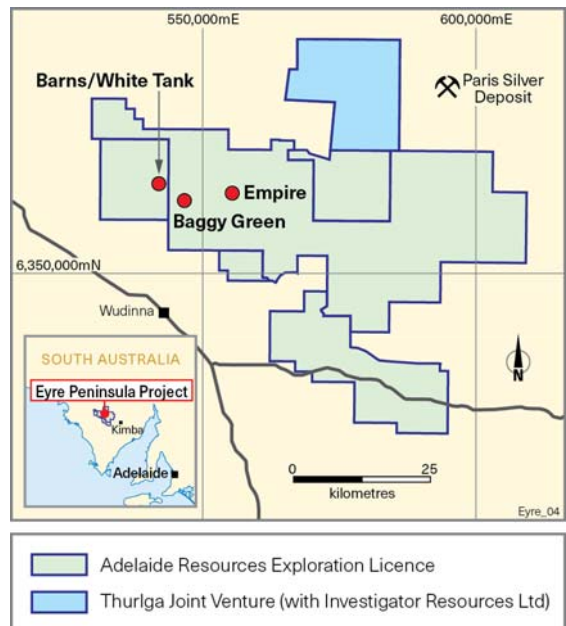 550,000mE
600,000mE
Barns/White Tank
Paris Silver
Deposit
Empire
Baggy Green
6,350,000mN
Wudinna
SOUTH AUSTRALIA
Eyre Peninsula Project
Kimba
Adelaide
N
0 25
kilometres
Eyre_04
Adelaide Resources Exploration Licence
Thurlga Joint Venture (with Investigator Resources Ltd)